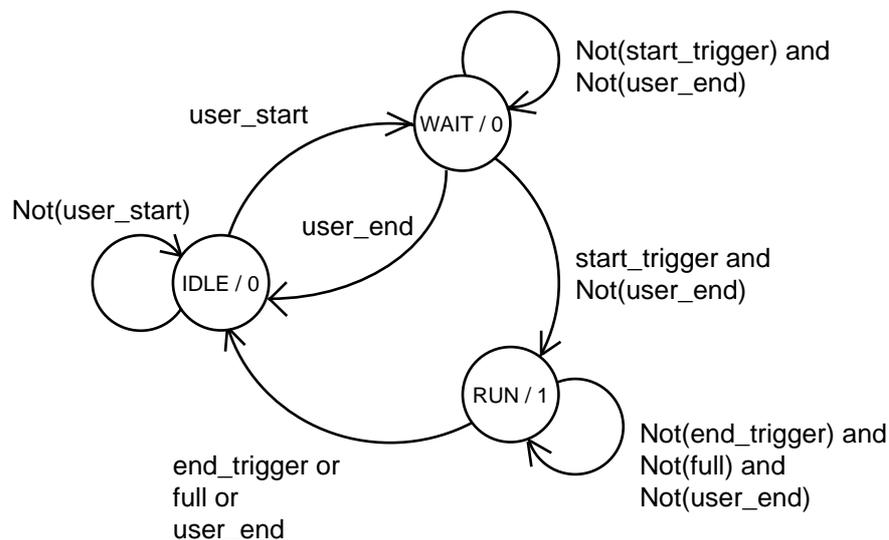 Not(start_trigger) and
Not(user_end)
user_start
WAIT / 0
Not(user_start)
user_end
IDLE / 0
start_trigger and
Not(user_end)
RUN / 1
Not(end_trigger) and
Not(full) and
Not(user_end)
end_trigger or
full or
user_end